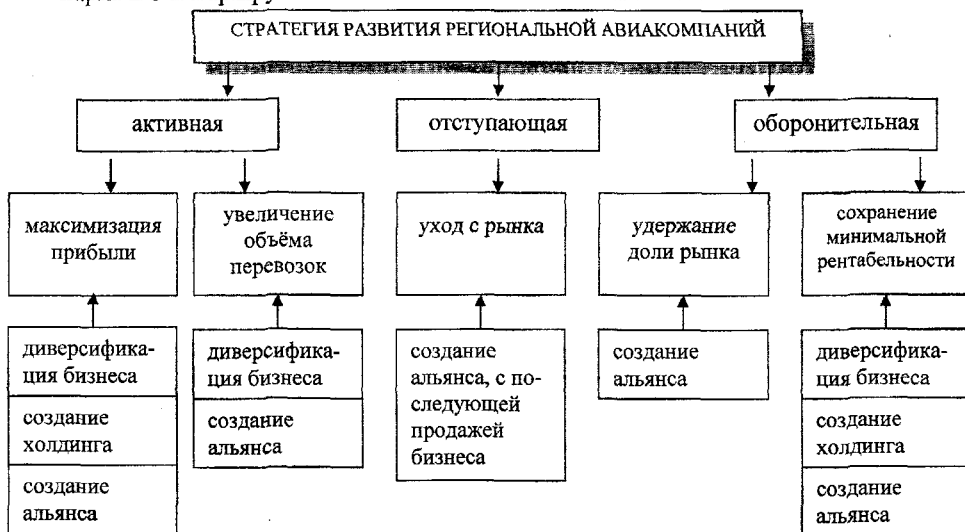 СТРАТЕГИЯ РАЗВИТИЯ РЕГИОНАЛЬНОЙ АВИАКОМПАНИЙ
активная
отступающая
оборонительная
максимизация
прибыли
увеличение
объёма
перевозок
уход с рынка
удержание
доли рынка
сохранение
минимальной
рентабельности
диверсифика-
ция бизнеса
создание
холдинга
создание
альянса
диверсифика-
ция бизнеса
создание
альянса
создание
альянса, с по-
следующей
продажей
бизнеса
создание
альянса
диверсифика-
ция бизнеса
создание
холдинга
создание
альянса